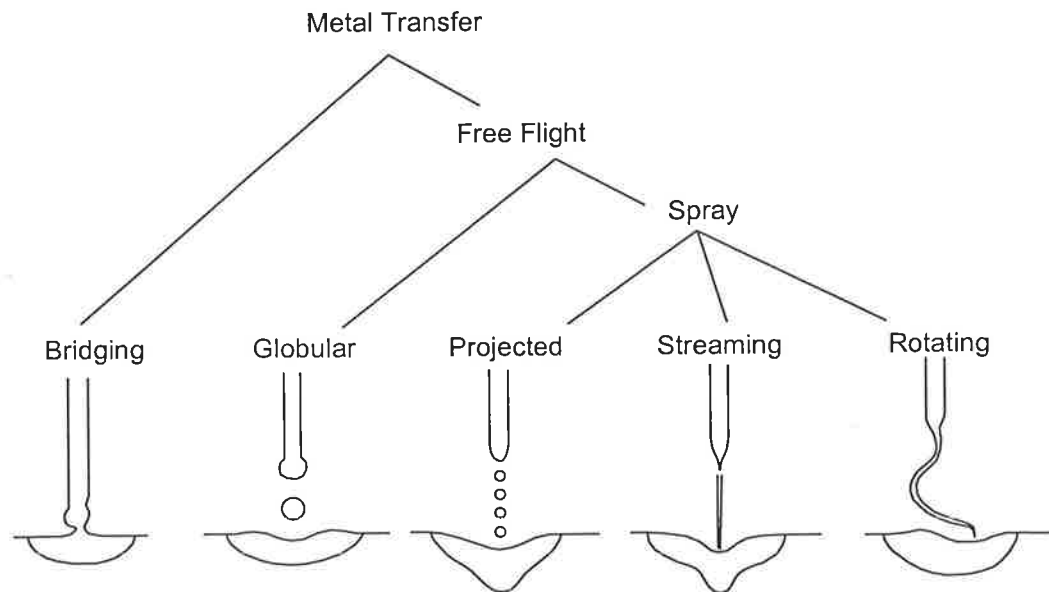 Metal Transfer
Free Flight
Spray
Bridging
Globular
Projected
Streaming
Rotating